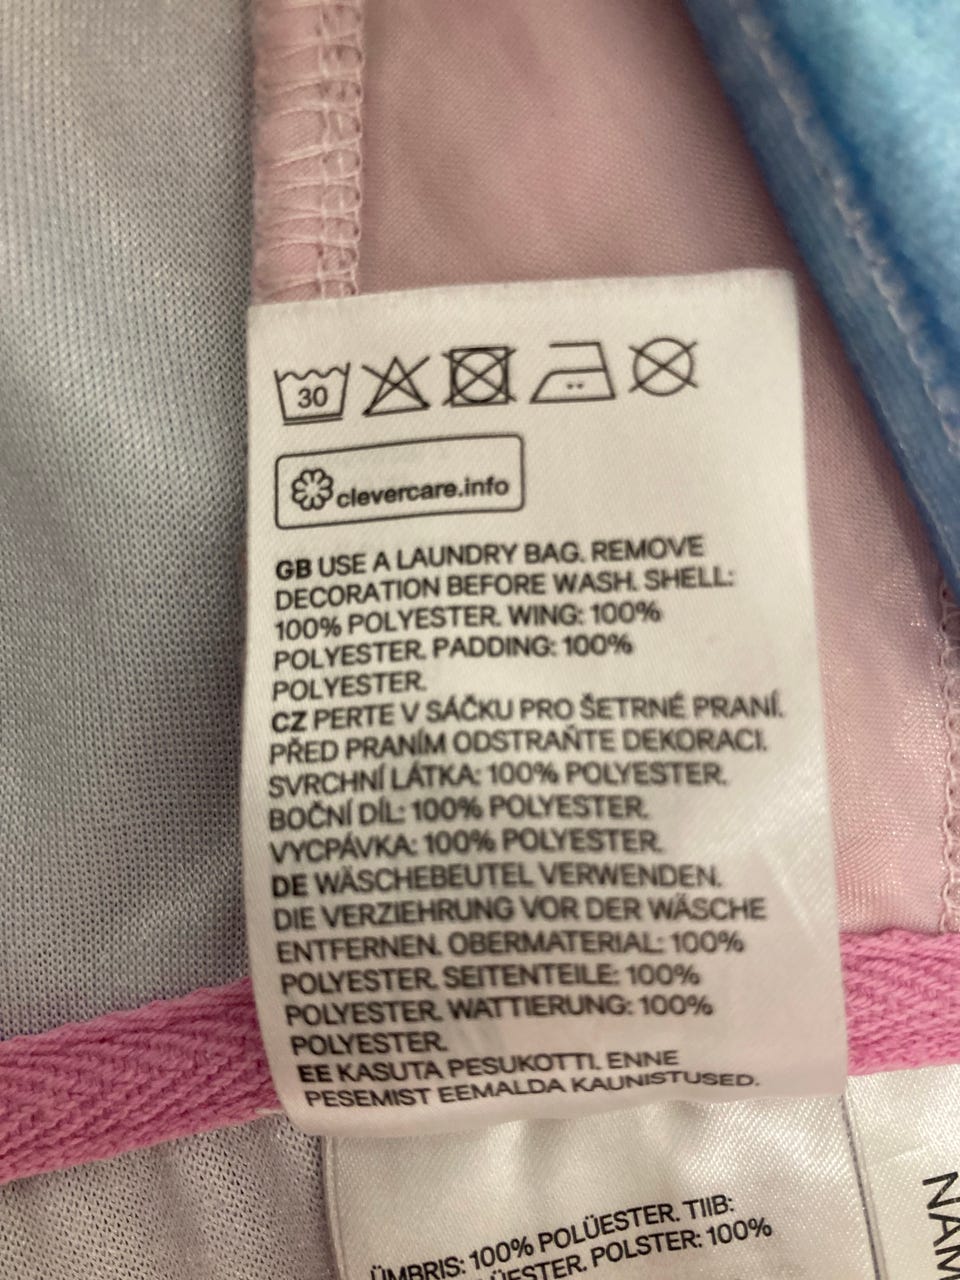 30
clevercare.info
GB USE A LAUNDRY BAG. REMOVE
DECORATION BEFORE WASH. SHELL:
100% POLYESTER. WING: 100%
POLYESTER. PADDING: 100%
POLYESTER.
CZ PERTE V SÁČKU PRO ŠETRNÉ PRANÍ.
PŘED PRANÍM ODSTRAŇTE DEKORACI.
SVRCHNÍ LÁTKA: 100% POLYESTER.
BOČNÍ DÍL: 100% POLYESTER.
VYCPÁVKA: 100% POLYESTER.
DE WÄSCHEBEUTEL VERWENDEN.
DIE VERZIEHRUNG VOR DER WÄSCHE
ENTFERNEN. OBERMATERIAL: 100%
POLYESTER. SEITENTEILE: 100%
POLYESTER. WATTIERUNG: 100%
POLYESTER.
EE KASUTA PESUKOTTI. ENNE
PESEMIST EEMALDA KAUNISTUSED.
ÜMBRIS: 100% POLÜESTER. TIIB:
POLSTER: 100%